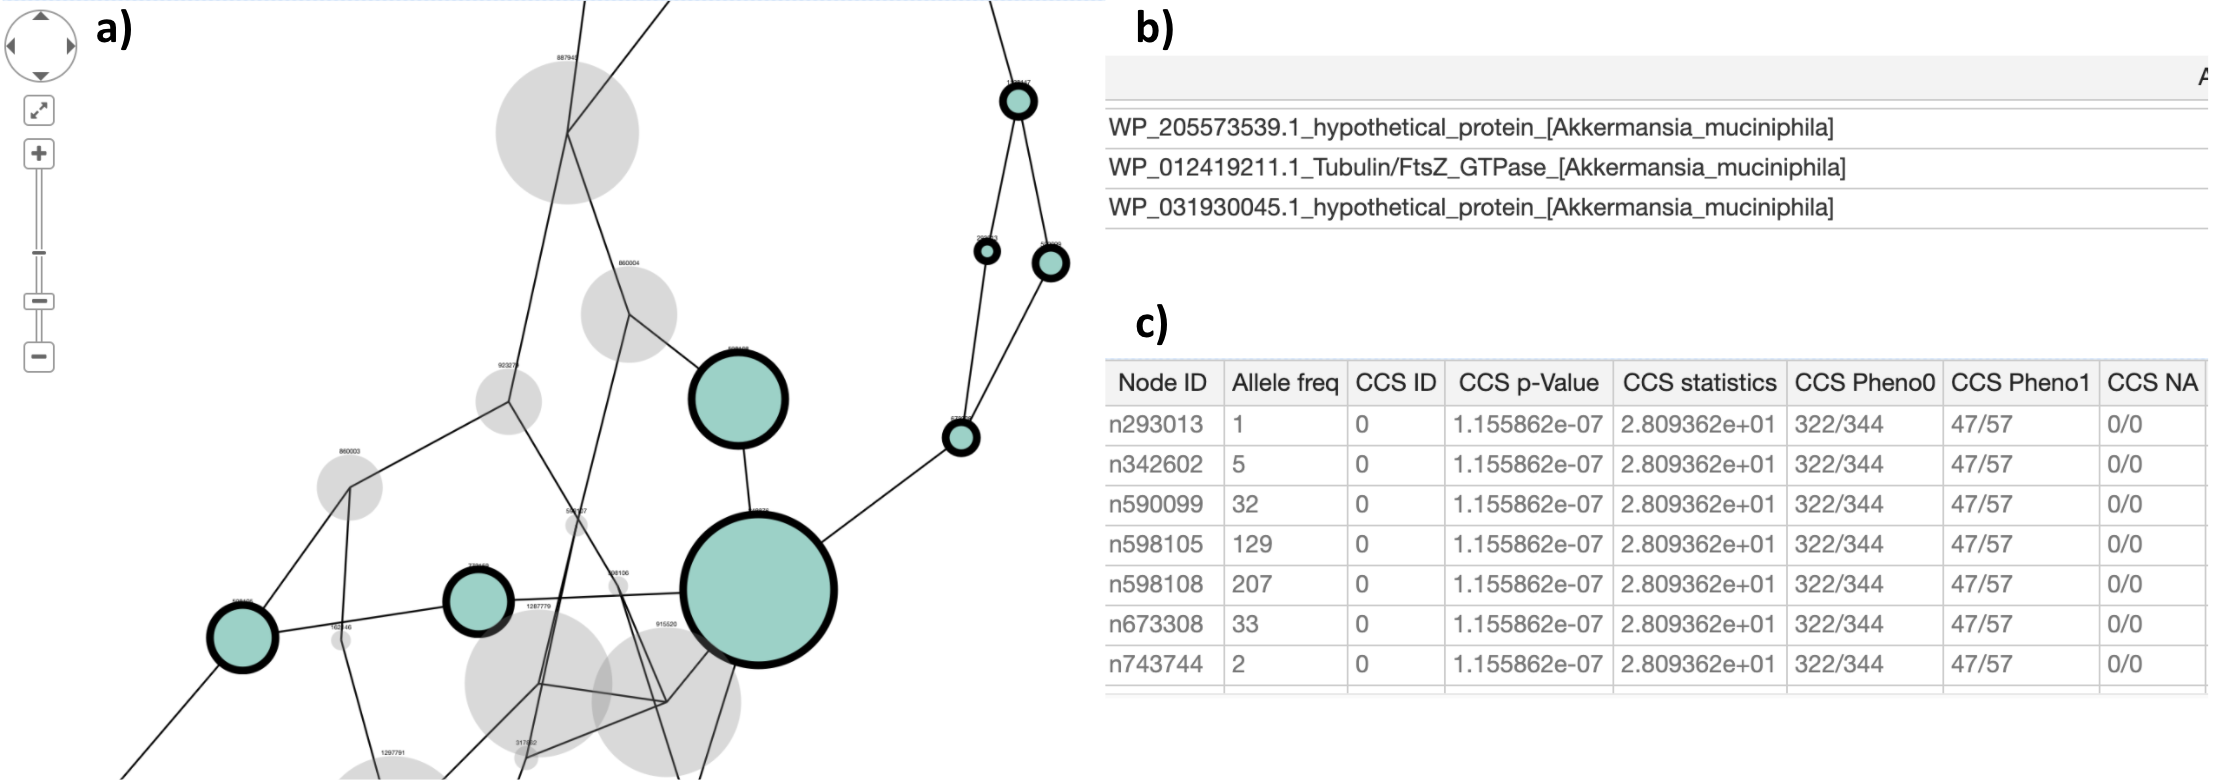 a)
88794
860004
92327
860003
1287779
915520
1297791
b)
A
WP_205573539.1_hypothetical_protein_[Akkermansia_muciniphila]
WP_012419211.1_Tubulin/FtsZ_GTPase_[Akkermansia_muciniphila]
WP_031930045.1_hypothetical_protein_[Akkermansia_muciniphila]
c)
Node ID Allele freq CCS ID CCS p-Value CCS statistics CCS Pheno0 CCS Pheno1 CCS NA
n293013 1 0 1.155862e-07 2.809362e+01 322/344 47/57 0/0
n342602 5 0 1.155862e-07 2.809362e+01 322/344 47/57 0/0
n590099 32 0 1.155862e-07 2.809362e+01 322/344 47/57 0/0
n598105 129 0 1.155862e-07 2.809362e+01 322/344 47/57 0/0
n598108 207 0 1.155862e-07 2.809362e+01 322/344 47/57 0/0
n673308 33 0 1.155862e-07 2.809362e+01 322/344 47/57 0/0
n743744 2 0 1.155862e-07 2.809362e+01 322/344 47/57 0/0